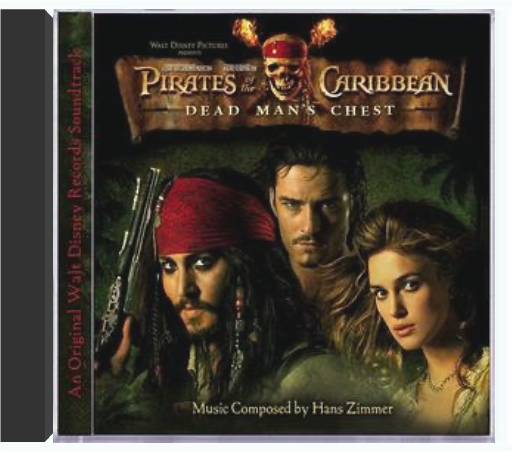 WALT DISNEY PICTURES
PRESENTS
PIRATES of the CARIBBEAN
DEAD MAN'S CHEST
An Original Walt Disney Records Soundtrack
Music Composed by Hans Zimmer